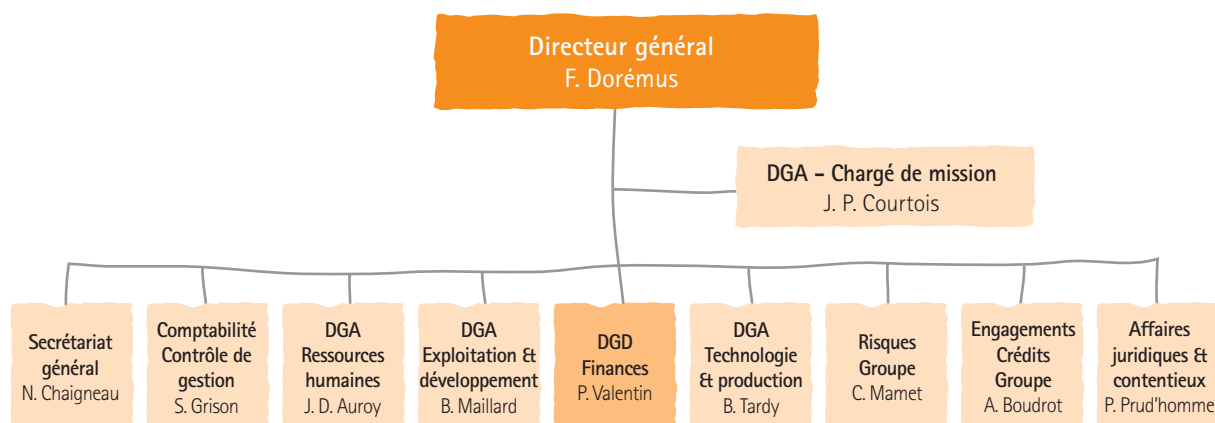 Directeur général
F. Dorémus
DGA – Chargé de mission
J. P. Courtois
Secrétariat
général
N. Chaigneau
Comptabilité
Contrôle de
gestion
S. Grison
DGA
Ressources
humaines
J. D. Auroy
DGA
Exploitation &
développement
B. Maillard
DGD
Finances
P. Valentin
DGA
Technologie
& production
B. Tardy
Risques
Groupe
C. Mamet
Engagements
Crédits
Groupe
A. Boudrot
Affaires
juridiques &
contentieux
P. Prud'homme